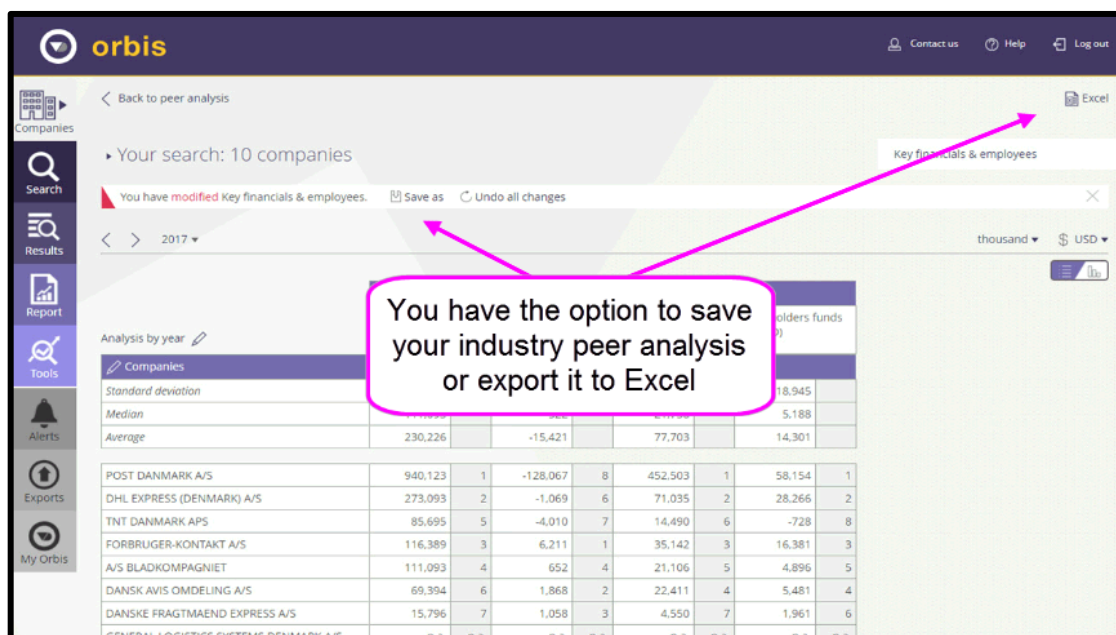 orbis
Contact us Help Log out
Companies
Search
Results
Report
Tools
Alerts
Exports
My Orbis
Back to peer analysis
Excel
Your search: 10 companies
Key financials & employees
You have modified Key financials & employees. Save as Undo all changes
2017 thousand $ USD
You have the option to save
your industry peer analysis
or export it to Excel
funds
Analysis by year
Companies
Standard deviation 18,945
Median 5,188
Average 230,226 -15,421 77,703 14,301
POST DANMARK A/S 940,123 1 -128,067 8 452,503 1 58,154 1
DHL EXPRESS (DENMARK) A/S 273,093 2 -1,069 6 71,035 2 28,266 2
TNT DANMARK APS 85,695 5 -4,010 7 14,490 6 -728 8
FORBRUGER-KONTAKT A/S 116,389 3 6,211 1 35,142 3 16,381 3
A/S BLADKOMPAGNIET 111,093 4 652 4 21,106 5 4,896 5
DANSK AVIS OMDELING A/S 69,394 6 1,868 2 22,411 4 5,481 4
DANSKE FRAGTMAEND EXPRESS A/S 15,796 7 1,058 3 4,550 7 1,961 6